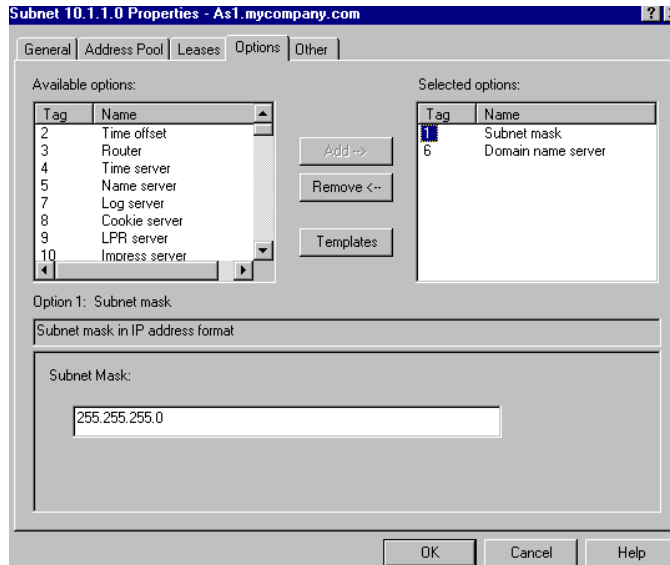 Subnet 10.1.1.0 Properties - As1.mycompany.com
General Address Pool Leases Options Other
Available options:
Selected options:
Tag Name
2 Time offset
3 Router
4 Time server
5 Name server
7 Log server
8 Cookie server
9 LPR server
10 Impress server
Add -->
Remove <--
Templates
Tag Name
1 Subnet mask
6 Domain name server
Option 1: Subnet mask
Subnet mask in IP address format
Subnet Mask:
255.255.255.0
OK Cancel Help